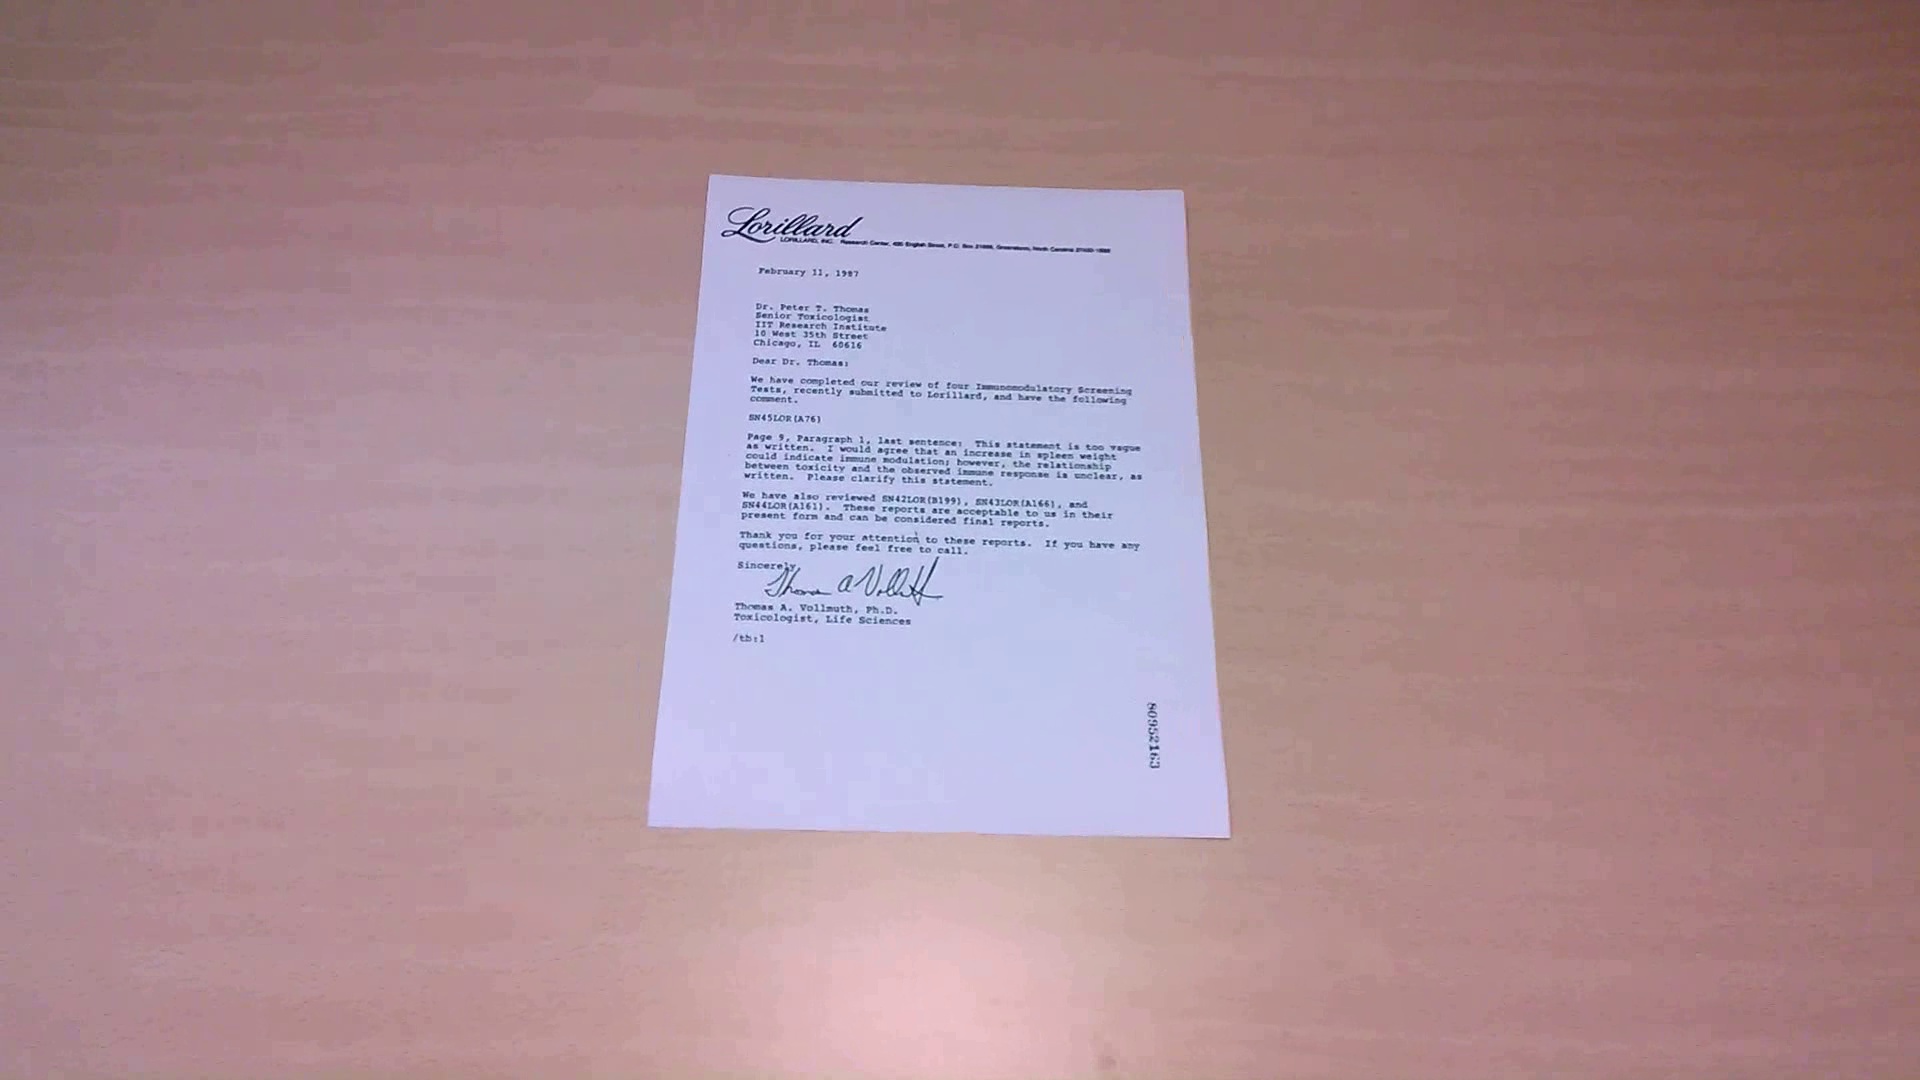 Lorillard
LORILLARD, INC. Research Center, 420 English Street, P.O. Box 21688, Greensboro, North Carolina 27420-1688
February 11, 1987
Dr. Peter T. Thomas
Senior Toxicologist
IIT Research Institute
10 West 35th Street
Chicago, IL 60616
Dear Dr. Thomas:
We have completed our review of four Immunomodulatory Screening
Tests, recently submitted to Lorillard, and have the following
comment.
SN45LOR(A76)
Page 9, Paragraph 1, last sentence: This statement is too vague
as written. I would agree that an increase in spleen weight
could indicate immune modulation; however, the relationship
between toxicity and the observed immune response is unclear, as
written. Please clarify this statement.
We have also reviewed SN42LOR(B199), SN43LOR(A166), and
SN44LOR(A161). These reports are acceptable to us in their
present form and can be considered final reports.
Thank you for your attention to these reports. If you have any
questions, please feel free to call.
Sincerely,
Thomas A Vollmuth
Thomas A. Vollmuth, Ph.D.
Toxicologist, Life Sciences
/tb:1
80952163